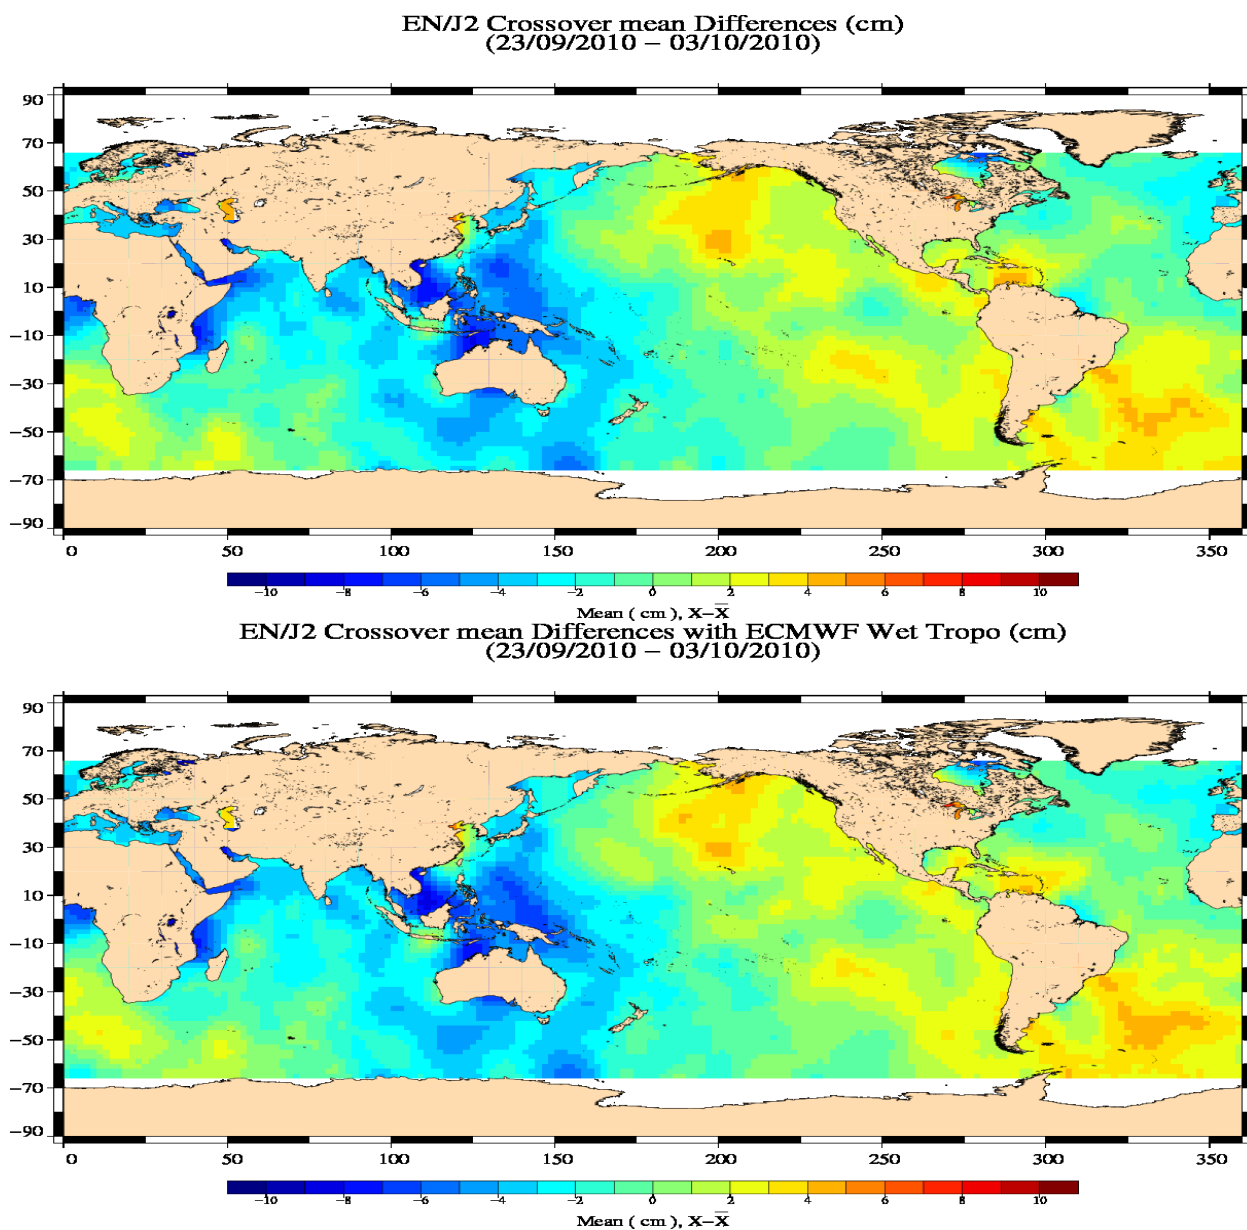 EN/J2 Crossover mean Differences (cm)
(23/09/2010 − 03/10/2010)
90
70
50
30
10
−10
−30
−50
−70
−90
0 50 100 150 200 250 300 350
−10 −8 −6 −4 −2 0 2 4 6 8 10
Mean ( cm ), X−X̅
EN/J2 Crossover mean Differences with ECMWF Wet Tropo (cm)
(23/09/2010 − 03/10/2010)
90
70
50
30
10
−10
−30
−50
−70
−90
0 50 100 150 200 250 300 350
−10 −8 −6 −4 −2 0 2 4 6 8 10
Mean ( cm ), X−X̅